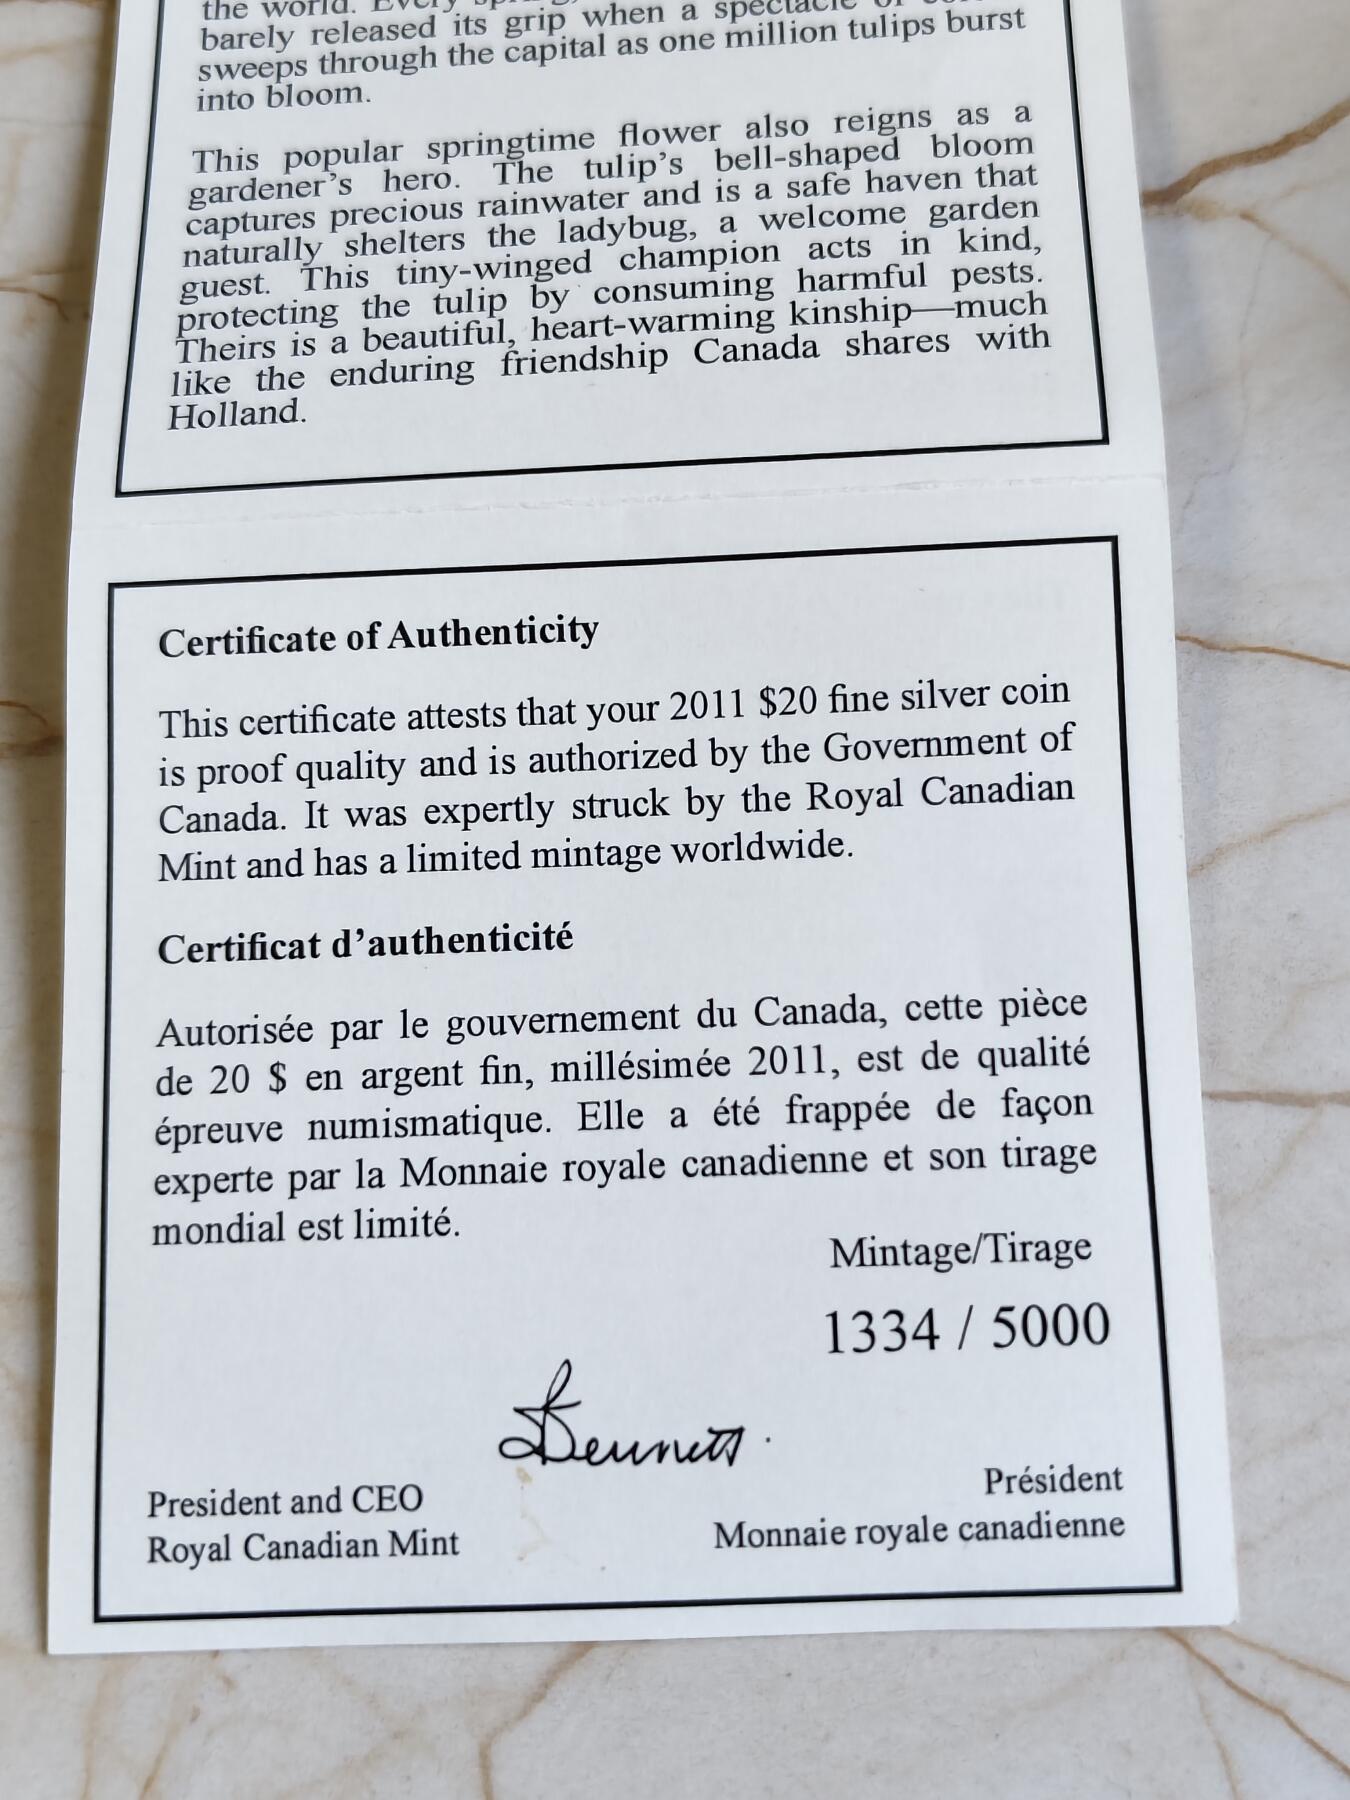 the world. Every
barely released its grip when a spectacle of
sweeps through the capital as one million tulips burst
into bloom.
This popular springtime flower also reigns as a
gardener's hero. The tulip's bell-shaped bloom
captures precious rainwater and is a safe haven that
naturally shelters the ladybug, a welcome garden
guest. This tiny-winged champion acts in kind,
protecting the tulip by consuming harmful pests.
Theirs is a beautiful, heart-warming kinship—much
like the enduring friendship Canada shares with
Holland.
Certificate of Authenticity
This certificate attests that your 2011 $20 fine silver coin
is proof quality and is authorized by the Government of
Canada. It was expertly struck by the Royal Canadian
Mint and has a limited mintage worldwide.
Certificat d'authenticité
Autorisée par le gouvernement du Canada, cette pièce
de 20 $ en argent fin, millésimée 2011, est de qualité
épreuve numismatique. Elle a été frappée de façon
experte par la Monnaie royale canadienne et son tirage
mondial est limité.
Mintage/Tirage
1334 / 5000
Bennett
President and CEO
Royal Canadian Mint
Président
Monnaie royale canadienne